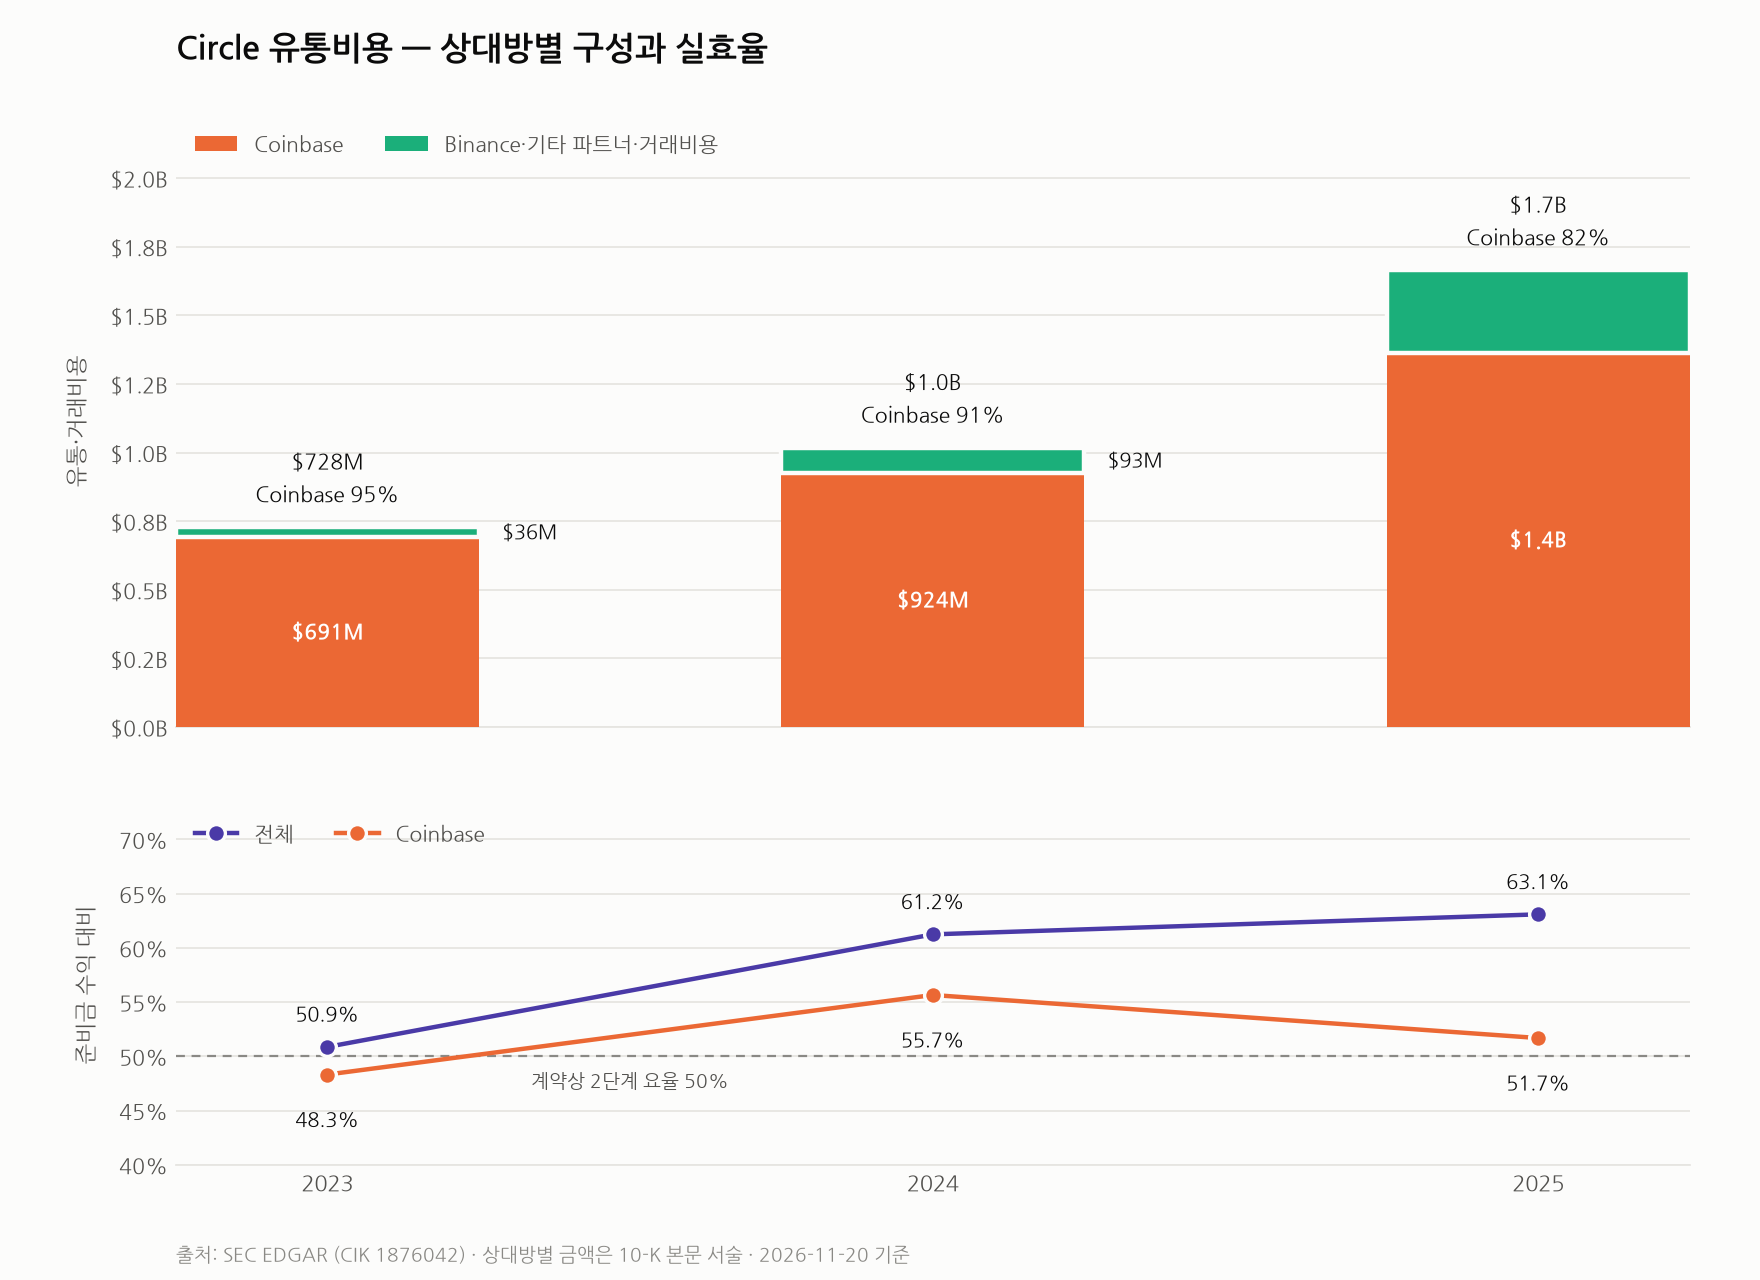 Circle 유통비용 — 상대방별 구성과 실효율
Coinbase
Binance·기타 파트너·거래비용
유통·거래비용
$2.0B
$1.8B
$1.5B
$1.2B
$1.0B
$0.8B
$0.5B
$0.2B
$0.0B
$728M
Coinbase 95%
$36M
$691M
$1.0B
Coinbase 91%
$93M
$924M
$1.7B
Coinbase 82%
$1.4B
전체
Coinbase
준비금 수익 대비
70%
65%
60%
55%
50%
45%
40%
50.9%
61.2%
63.1%
48.3%
55.7%
51.7%
계약상 2단계 요율 50%
2023
2024
2025
출처: SEC EDGAR (CIK 1876042) · 상대방별 금액은 10-K 본문 서술 · 2026-11-20 기준